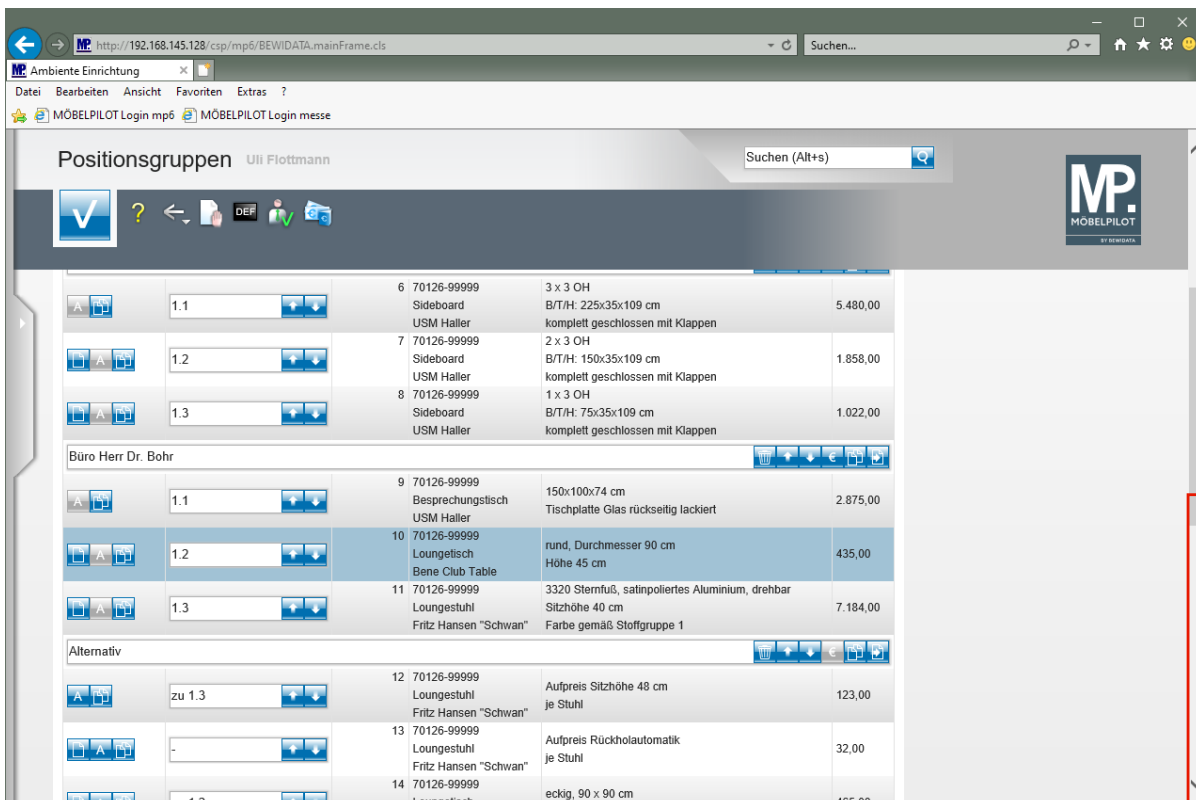 http://192.168.145.128/csp/mp6/BEWIDATA.mainFrame.cls
Suchen...
MP. Ambiente Einrichtung
Datei Bearbeiten Ansicht Favoriten Extras ?
MÖBELPILOT Login mp6 MÖBELPILOT Login messe
Positionsgruppen Uli Flottmann
Suchen (Alt+s)
MP.
MÖBELPILOT
BY BEWIDATA
? DEF
6 70126-99999 3 x 3 OH
A 1.1 Sideboard B/T/H: 225x35x109 cm 5.480,00
USM Haller komplett geschlossen mit Klappen
7 70126-99999 2 x 3 OH
A 1.2 Sideboard B/T/H: 150x35x109 cm 1.858,00
USM Haller komplett geschlossen mit Klappen
8 70126-99999 1 x 3 OH
A 1.3 Sideboard B/T/H: 75x35x109 cm 1.022,00
USM Haller komplett geschlossen mit Klappen
Büro Herr Dr. Bohr €
9 70126-99999 150x100x74 cm
A 1.1 Besprechungstisch Tischplatte Glas rückseitig lackiert 2.875,00
USM Haller
10 70126-99999 rund, Durchmesser 90 cm
A 1.2 Loungetisch Höhe 45 cm 435,00
Bene Club Table
11 70126-99999 3320 Sternfuß, satinpoliertes Aluminium, drehbar
A 1.3 Loungestuhl Sitzhöhe 40 cm 7.184,00
Fritz Hansen "Schwan" Farbe gemäß Stoffgruppe 1
Alternativ €
12 70126-99999 Aufpreis Sitzhöhe 48 cm
A zu 1.3 Loungestuhl je Stuhl 123,00
Fritz Hansen "Schwan"
13 70126-99999 Aufpreis Rückholautomatik
A - Loungestuhl je Stuhl 32,00
Fritz Hansen "Schwan"
14 70126-99999 eckig, 90 x 90 cm